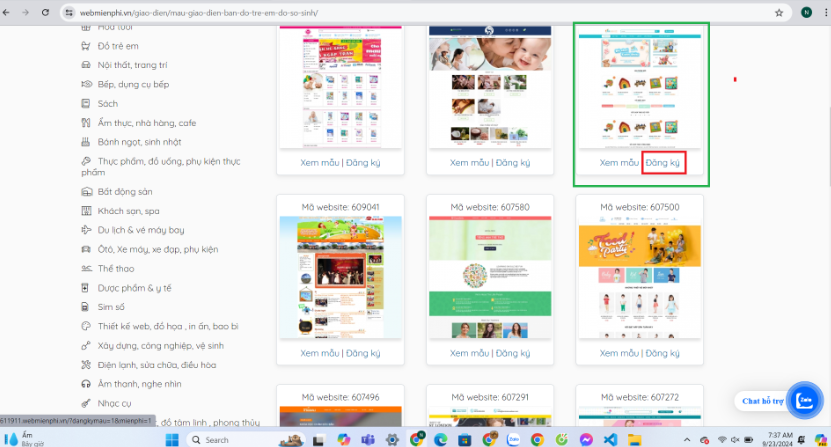 webmienphi.vn/giao-dien/mau-giao-dien-ban-do-tre-em-do-so-sinh/
N
Hoa tươi
Đồ trẻ em
Nội thất, trang trí
Bếp, dụng cụ bếp
Sách
Ẩm thực, nhà hàng, cafe
Bánh ngọt, sinh nhật
Thực phẩm, đồ uống, phụ kiện thực
phẩm
Bất động sản
Khách sạn, spa
Du lịch & vé máy bay
Ôtô, Xe máy, xe đạp, phụ kiện
Thể thao
Dược phẩm & y tế
Sim số
Thiết kế web, đồ họa , in ấn, bao bì
Xây dựng, công nghiệp, vệ sinh
Điện lạnh, sửa chữa, điều hòa
Âm thanh, nghe nhìn
Nhạc cụ
, đồ tâm linh , phong thủy
Xem mẫu | Đăng ký
Xem mẫu | Đăng ký
Xem mẫu | Đăng ký
Mã website: 609041
Mã website: 607580
Mã website: 607500
Food
Party!
Xem mẫu | Đăng ký
Xem mẫu | Đăng ký
Xem mẫu | Đăng ký
Mã website: 607496
Mã website: 607291
Mã website: 607272
Chat hỗ trợ
Zalo
611911.webmienphi.vn/?dangkymau=1&mienphi=1
Ấm
Bây giờ
Search
Zalo
7:37 AM
9/23/2024